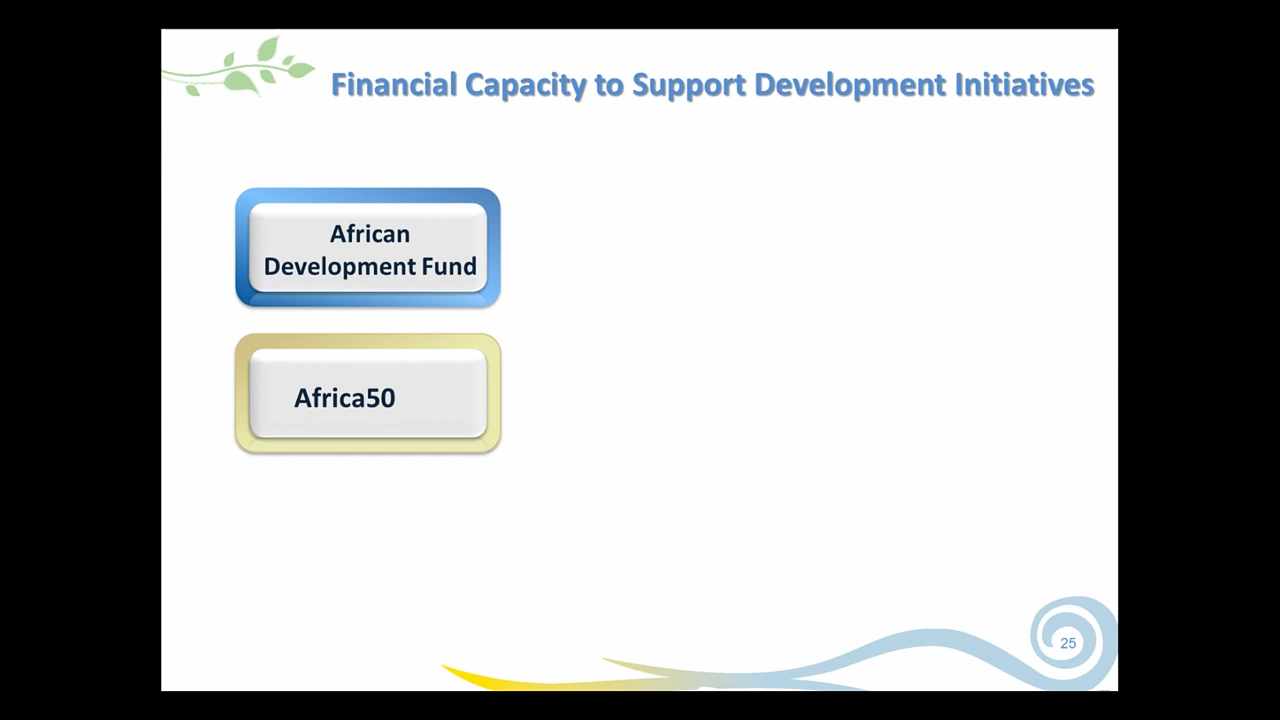 Financial Capacity to Support Development Initiatives
African
Development Fund
Africa50
25